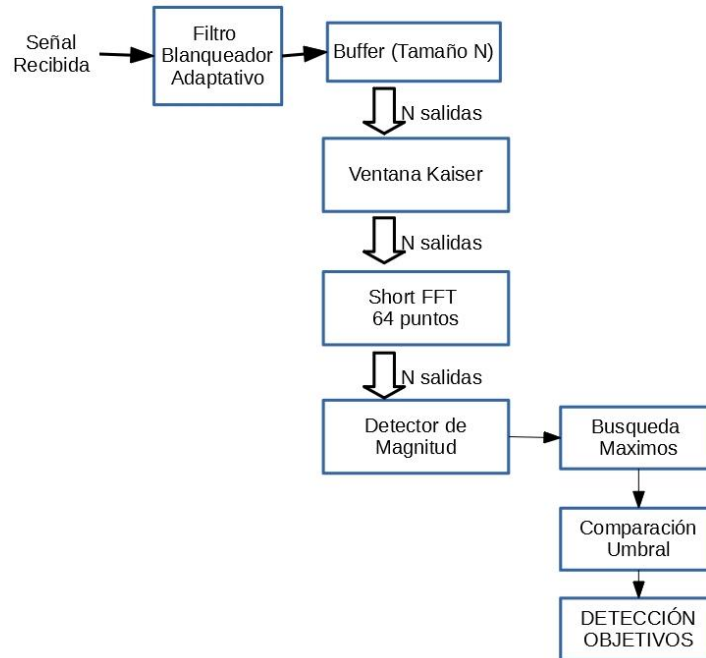 Señal
Recibida
Filtro
Blanqueador
Adaptativo
Buffer (Tamaño N)
N salidas
Ventana Kaiser
N salidas
Short FFT
64 puntos
N salidas
Detector de
Magnitud
Busqueda
Maximos
Comparación
Umbral
DETECCIÓN
OBJETIVOS